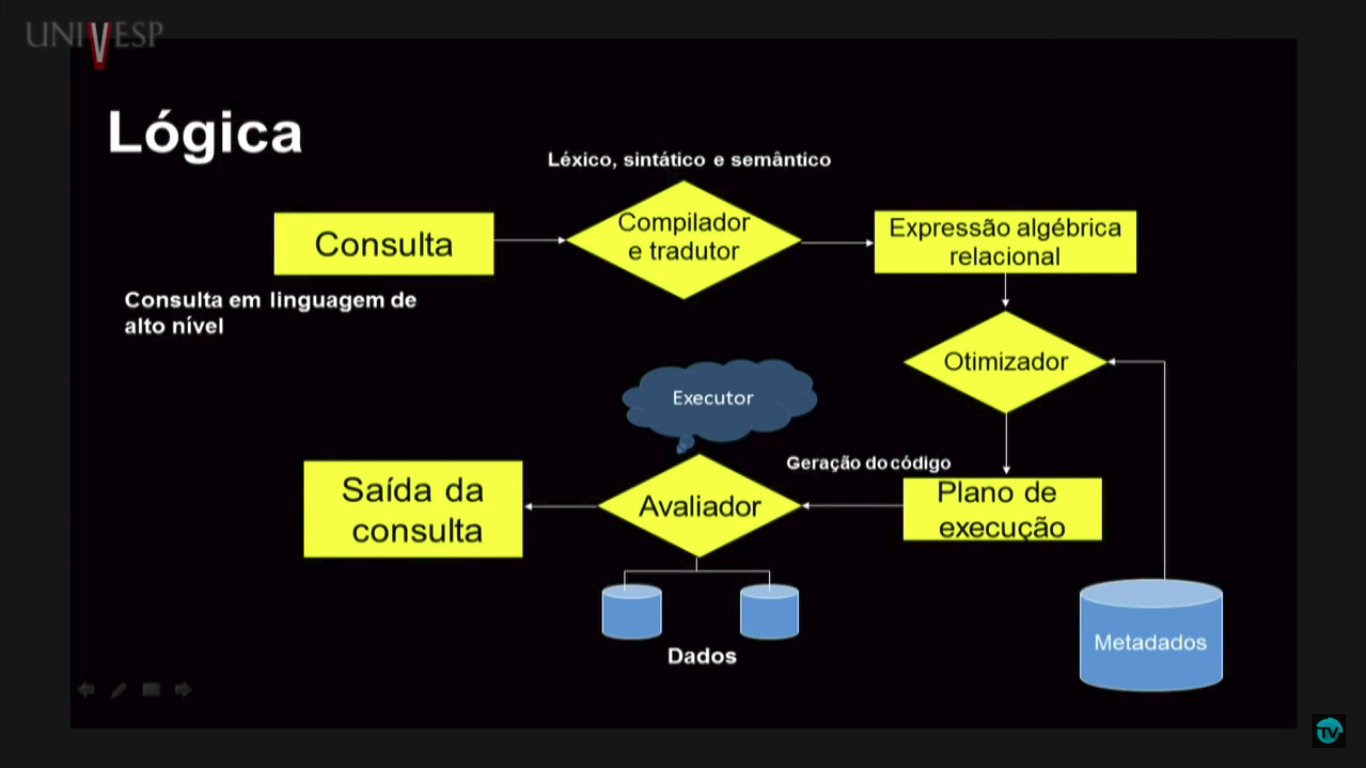 UNIVESP
Lógica
Léxico, sintático e semântico
Consulta
Compilador
e tradutor
Expressão algébrica
relacional
Consulta em linguagem de
alto nível
Otimizador
Executor
Geração do código
Plano de
execução
Avaliador
Saída da
consulta
Dados
Metadados
TV